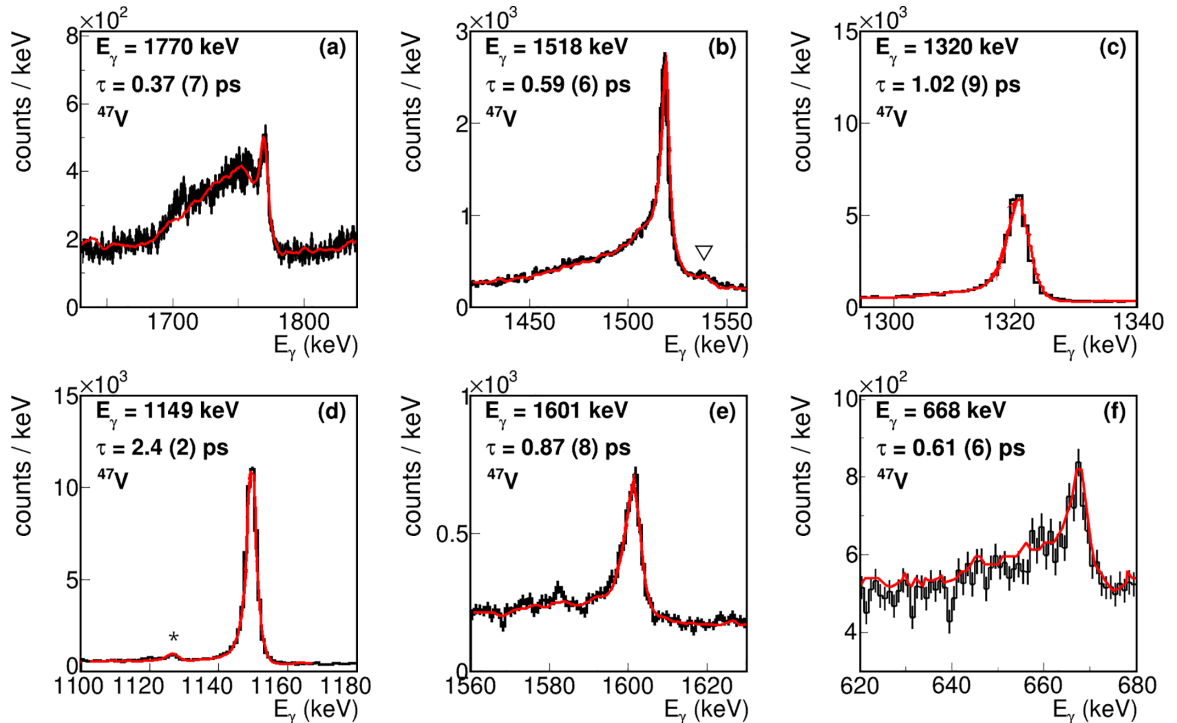 ×10²
E_γ = 1770 keV (a)
τ = 0.37 (7) ps
⁴⁷V
counts / keV
8
6
4
2
0
1700 1800
E_γ (keV)
×10³
E_γ = 1518 keV (b)
τ = 0.59 (6) ps
⁴⁷V
counts / keV
3
2
1
0
1450 1500 1550
E_γ (keV)
×10³
E_γ = 1320 keV (c)
τ = 1.02 (9) ps
⁴⁷V
counts / keV
15
10
5
0
1300 1320 1340
E_γ (keV)
×10³
E_γ = 1149 keV (d)
τ = 2.4 (2) ps
⁴⁷V
counts / keV
15
10
5
0
*
1100 1120 1140 1160 1180
E_γ (keV)
×10³
E_γ = 1601 keV (e)
τ = 0.87 (8) ps
⁴⁷V
counts / keV
1
0.5
0
1560 1580 1600 1620
E_γ (keV)
×10²
E_γ = 668 keV (f)
τ = 0.61 (6) ps
⁴⁷V
counts / keV
10
8
6
4
620 640 660 680
E_γ (keV)